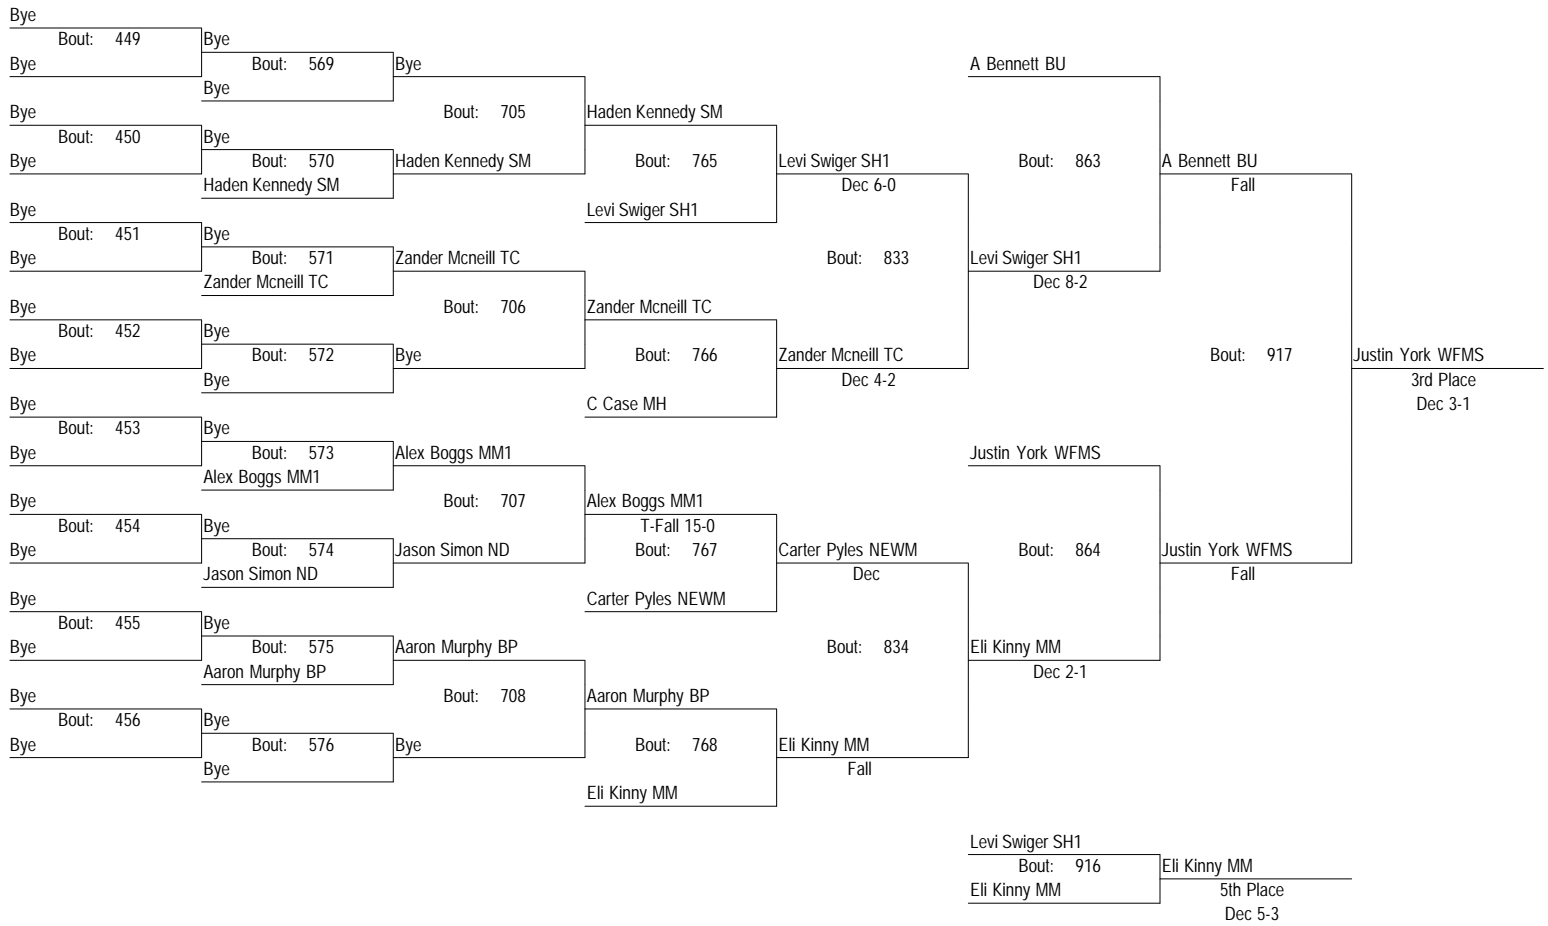 Bye
Bout: 449
Bye
Bye
Bout: 569
Bye
Bye
A Bennett BU
Bye
Bout: 705
Haden Kennedy SM
Bout: 450
Bye
Bye
Bout: 570
Haden Kennedy SM
Haden Kennedy SM
Bout: 765
Levi Swiger SH1
Dec 6-0
Bout: 863
A Bennett BU
Fall
Bye
Levi Swiger SH1
Bout: 451
Bye
Bye
Bout: 571
Zander Mcneill TC
Zander Mcneill TC
Bout: 833
Levi Swiger SH1
Dec 8-2
Bye
Bout: 706
Zander Mcneill TC
Bout: 452
Bye
Bye
Bout: 572
Bye
Bye
Bout: 766
Zander Mcneill TC
Dec 4-2
Bout: 917
Justin York WFMS
3rd Place
Dec 3-1
Bye
C Case MH
Bout: 453
Bye
Bye
Bout: 573
Alex Boggs MM1
Alex Boggs MM1
Justin York WFMS
Bye
Bout: 707
Alex Boggs MM1
T-Fall 15-0
Bout: 454
Bye
Bye
Bout: 574
Jason Simon ND
Jason Simon ND
Bout: 767
Carter Pyles NEWM
Dec
Bout: 864
Justin York WFMS
Fall
Bye
Carter Pyles NEWM
Bout: 455
Bye
Bye
Bout: 575
Aaron Murphy BP
Aaron Murphy BP
Bout: 834
Eli Kinny MM
Dec 2-1
Bye
Bout: 708
Aaron Murphy BP
Bout: 456
Bye
Bye
Bout: 576
Bye
Bye
Bout: 768
Eli Kinny MM
Fall
Eli Kinny MM
Levi Swiger SH1
Bout: 916
Eli Kinny MM
Eli Kinny MM
5th Place
Dec 5-3